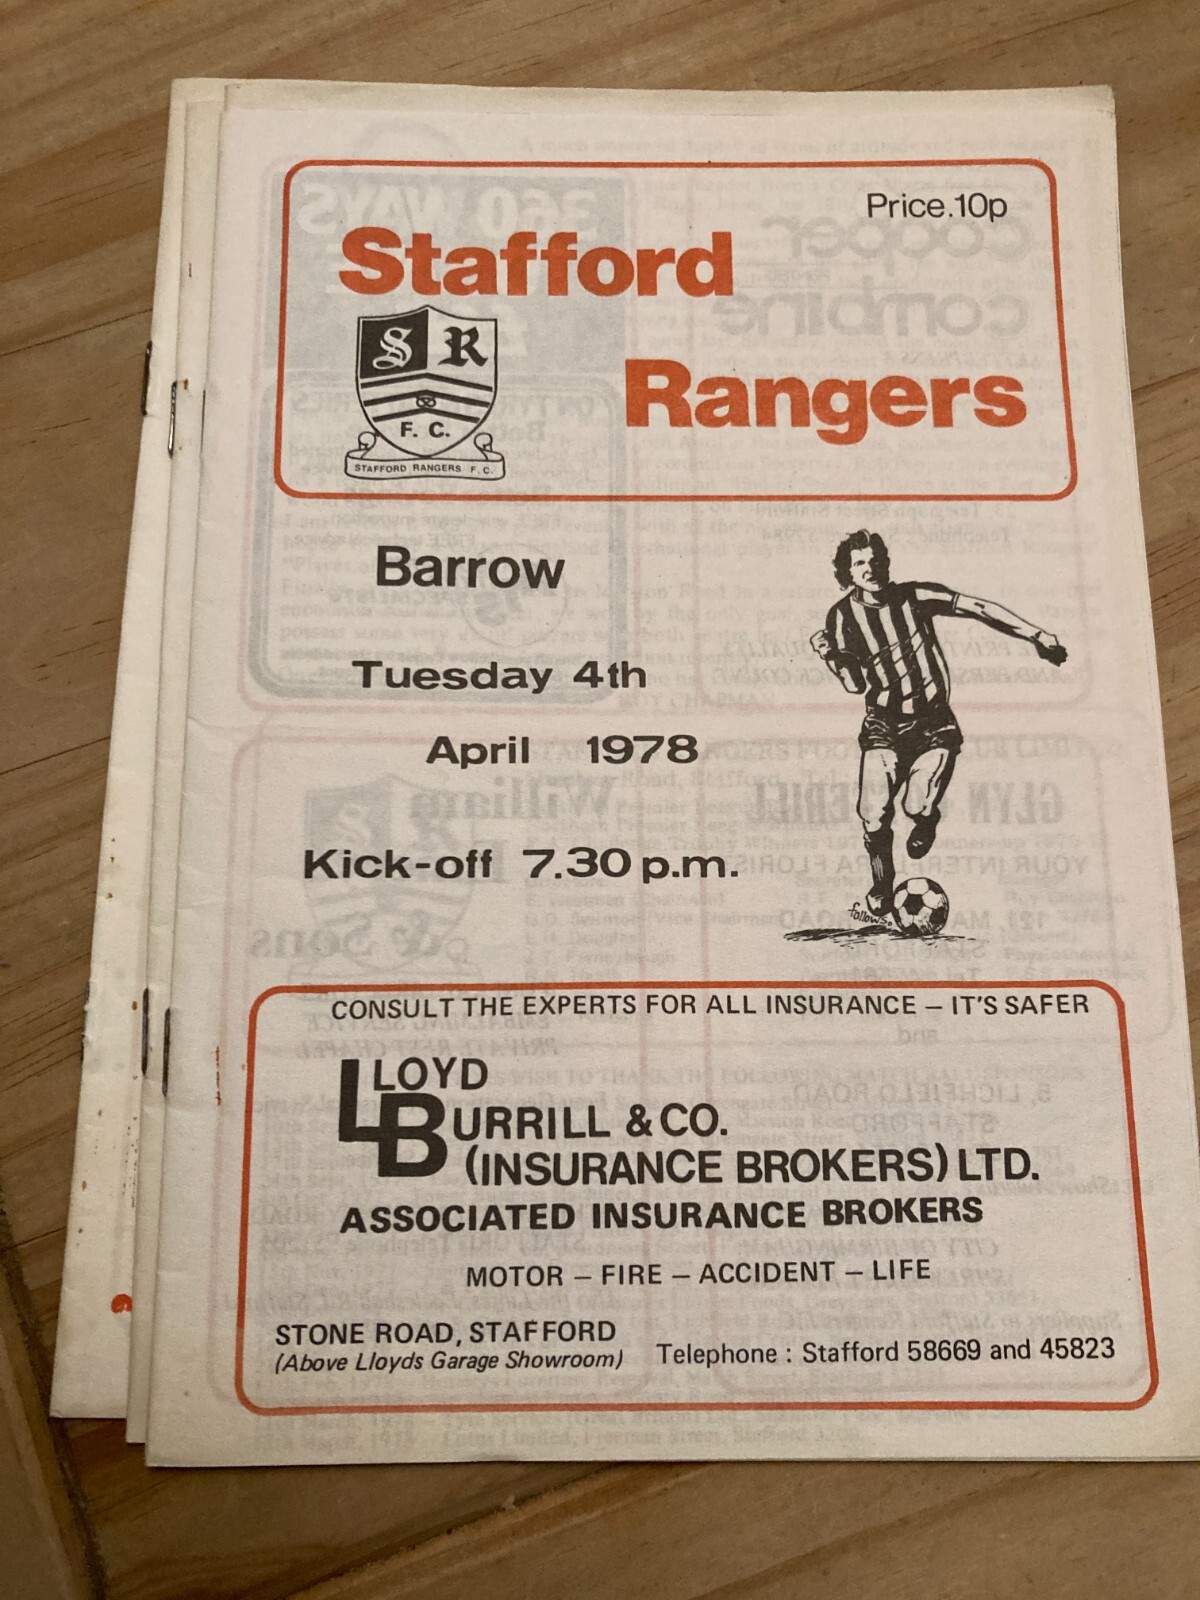 Price.10p
Stafford
Rangers
S R
F. C.
STAFFORD RANGERS F.C.
Barrow
Tuesday 4th
April 1978
Kick-off 7.30 p.m.
follows.
CONSULT THE EXPERTS FOR ALL INSURANCE – IT'S SAFER
LLOYD
BURRILL & CO.
(INSURANCE BROKERS) LTD.
ASSOCIATED INSURANCE BROKERS
MOTOR – FIRE – ACCIDENT – LIFE
STONE ROAD, STAFFORD
(Above Lloyds Garage Showroom)
Telephone : Stafford 58669 and 45823